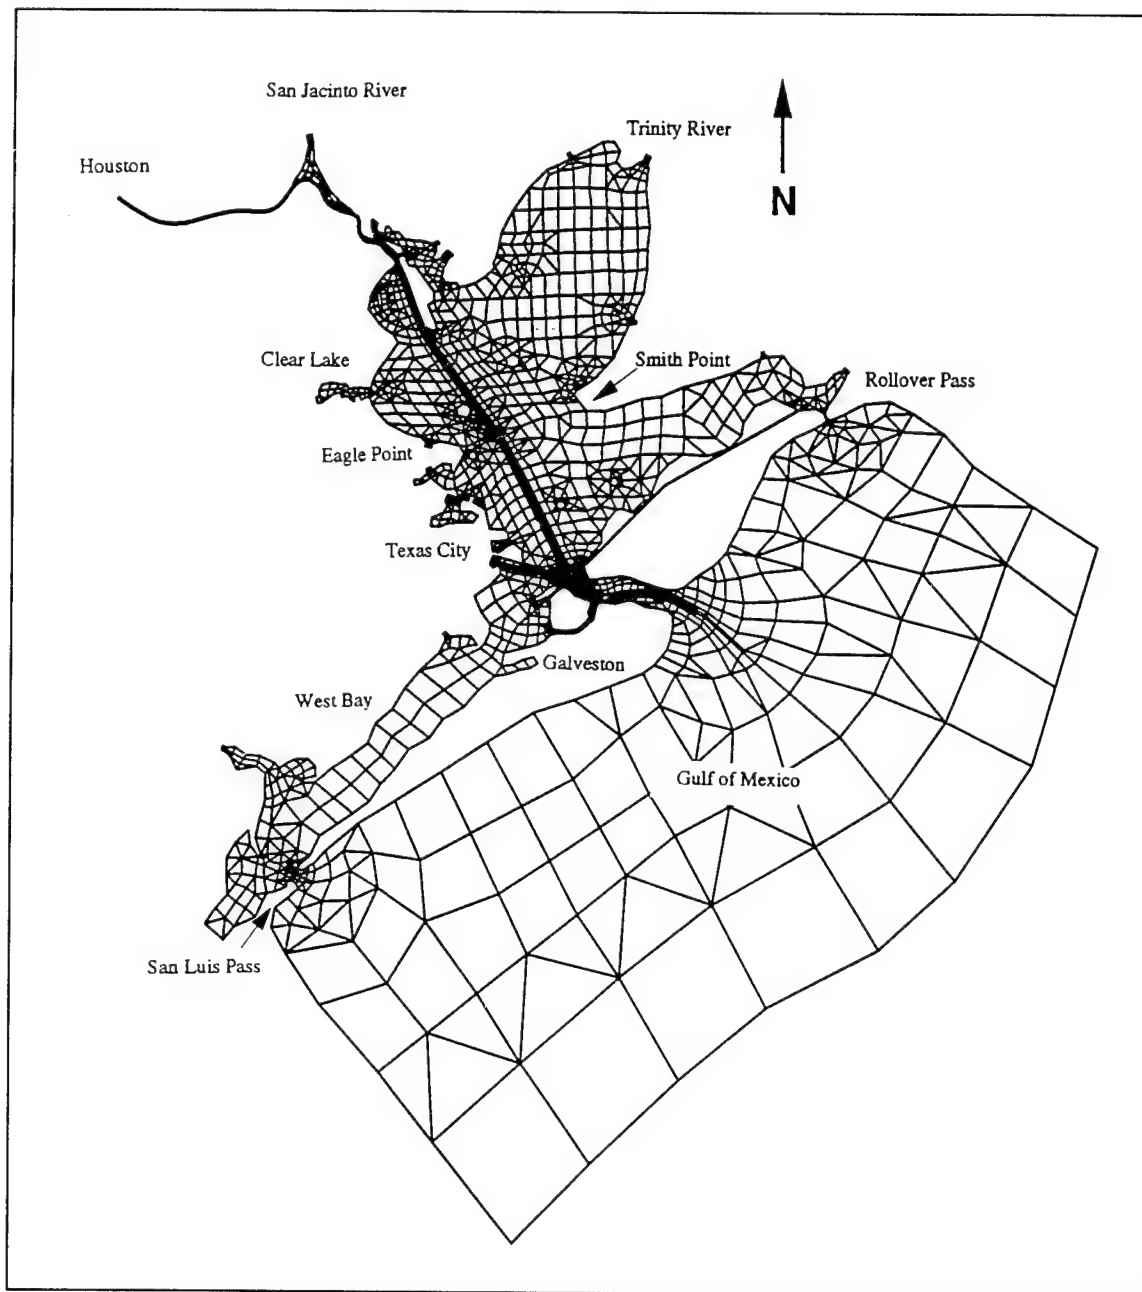 San Jacinto River
Trinity River
Houston
N
Clear Lake
Smith Point
Rollover Pass
Eagle Point
Texas City
Galveston
West Bay
Gulf of Mexico
San Luis Pass